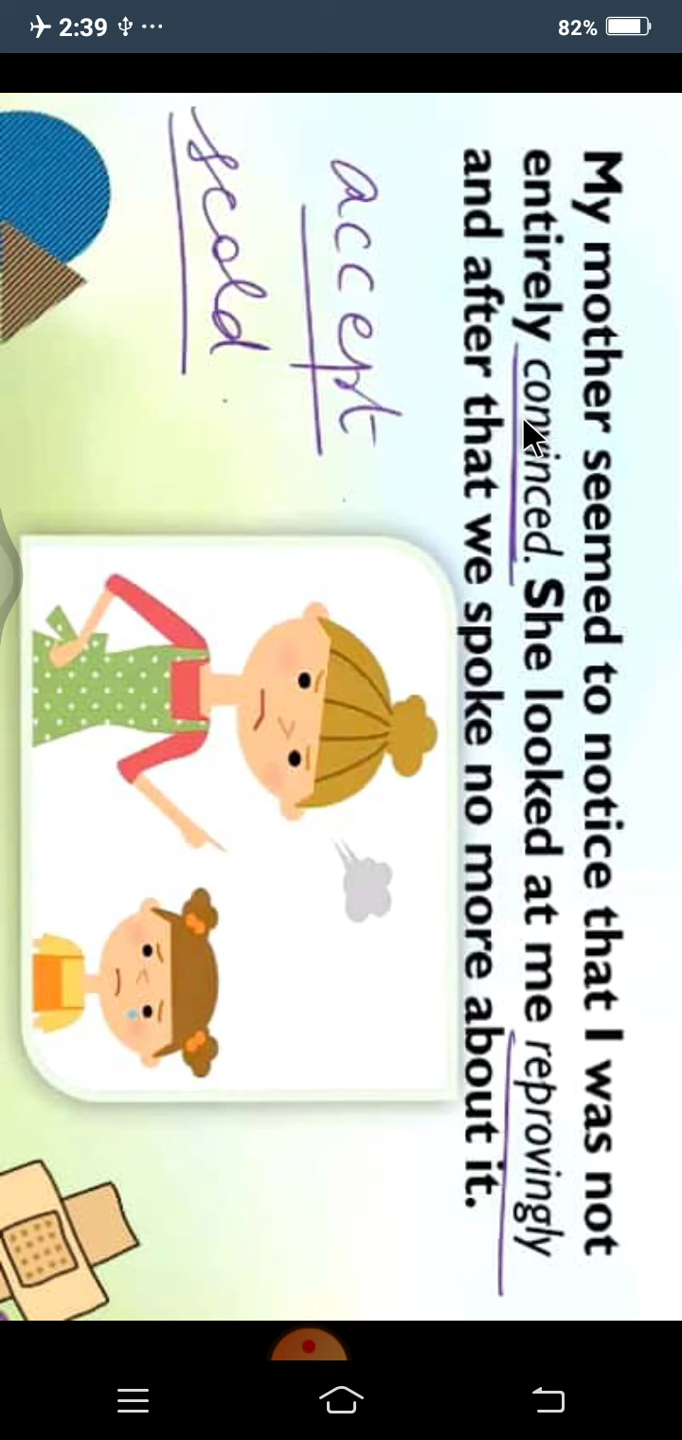 2:39
82%
My mother seemed to notice that I was not
entirely convinced. She looked at me reprovingly
and after that we spoke no more about it.
accept
scold